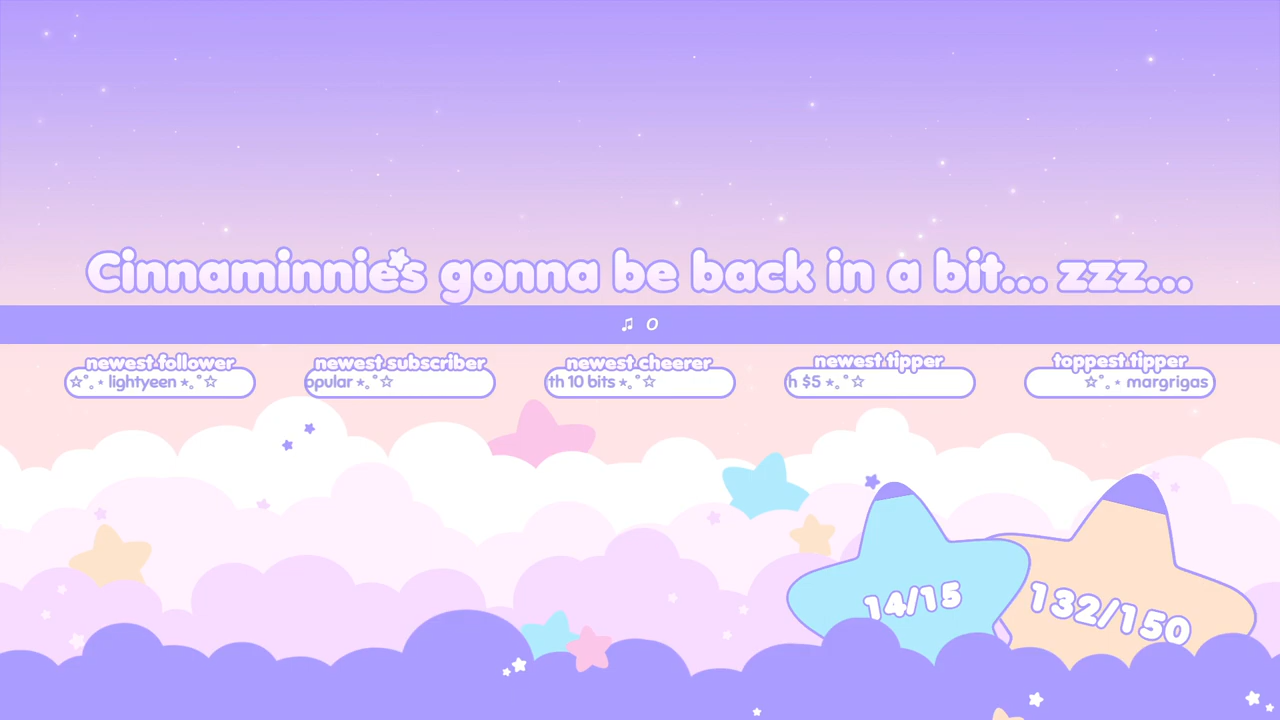 Cinnaminnie's gonna be back in a bit... zzz...
♫ O
newest follower
newest subscriber
newest cheerer
newest tipper
toppest tipper
☆˚｡⋆ lightyeen ⋆｡˚☆
opular ⋆｡˚☆
th 10 bits ⋆｡˚☆
h $5 ⋆｡˚☆
☆˚｡⋆ margrigas
14/15
132/150